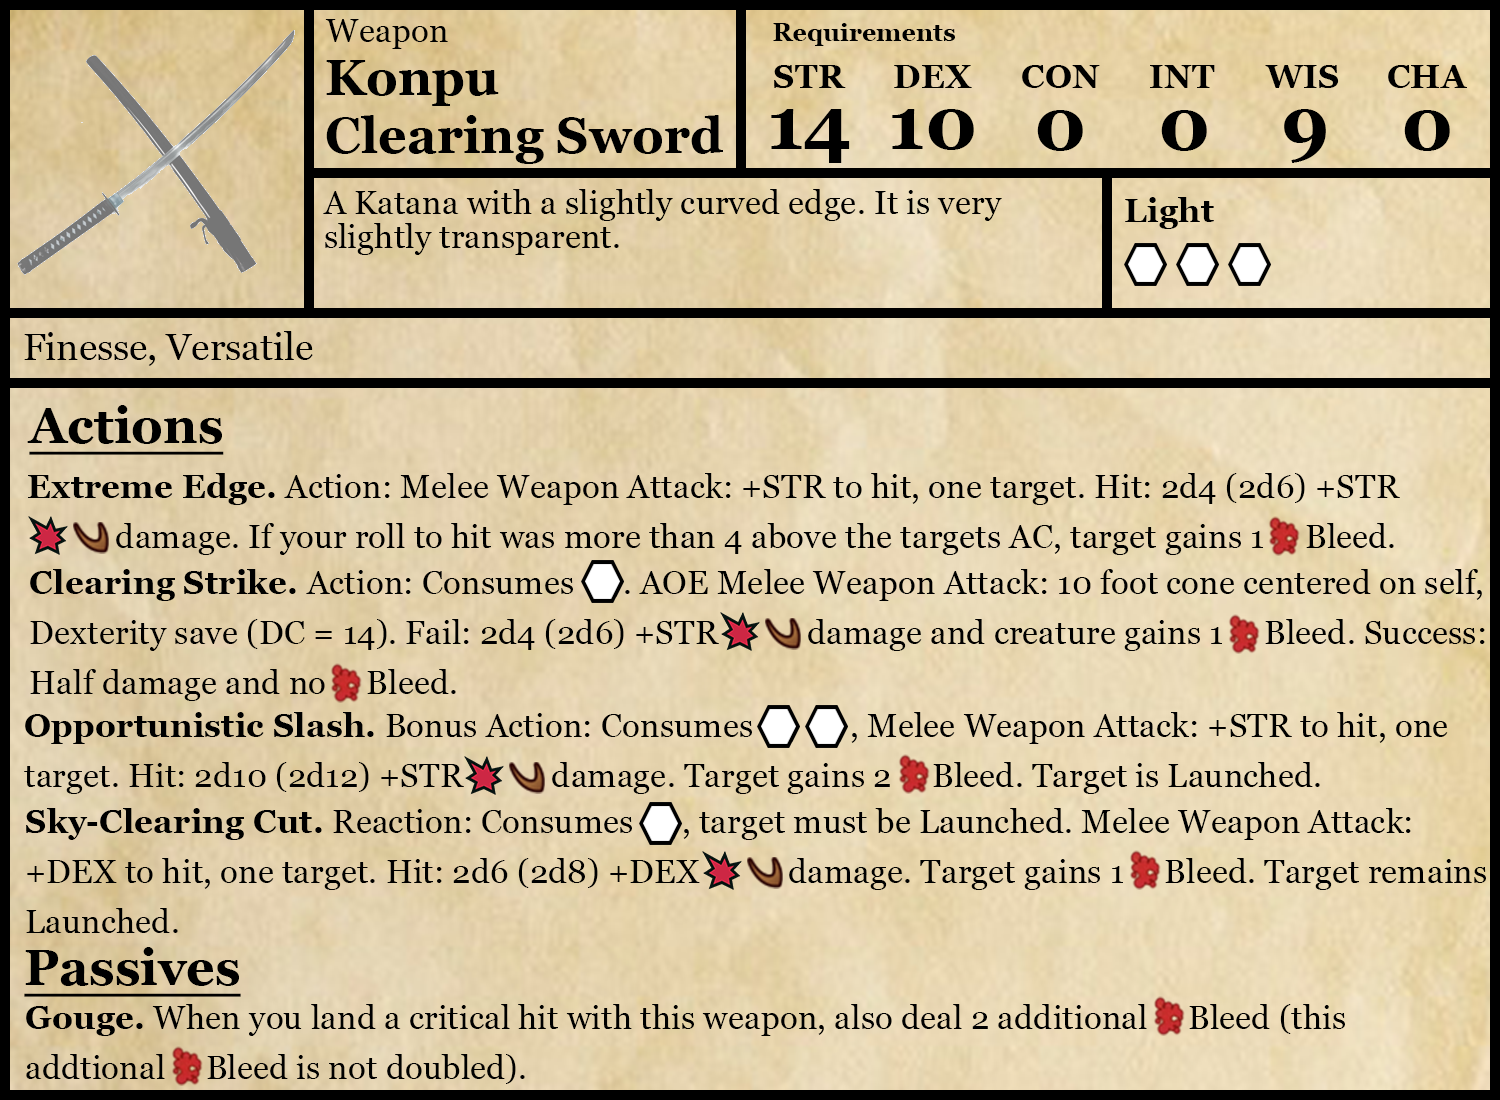 Weapon
Konpu
Clearing Sword
Requirements
STR DEX CON INT WIS CHA
14 10 0 0 9 0
A Katana with a slightly curved edge. It is very
slightly transparent.
Light
Finesse, Versatile
Actions
Extreme Edge. Action: Melee Weapon Attack: +STR to hit, one target. Hit: 2d4 (2d6) +STR
damage. If your roll to hit was more than 4 above the targets AC, target gains 1 Bleed.
Clearing Strike. Action: Consumes . AOE Melee Weapon Attack: 10 foot cone centered on self,
Dexterity save (DC = 14). Fail: 2d4 (2d6) +STR damage and creature gains 1 Bleed. Success:
Half damage and no Bleed.
Opportunistic Slash. Bonus Action: Consumes , Melee Weapon Attack: +STR to hit, one
target. Hit: 2d10 (2d12) +STR damage. Target gains 2 Bleed. Target is Launched.
Sky-Clearing Cut. Reaction: Consumes , target must be Launched. Melee Weapon Attack:
+DEX to hit, one target. Hit: 2d6 (2d8) +DEX damage. Target gains 1 Bleed. Target remains
Launched.
Passives
Gouge. When you land a critical hit with this weapon, also deal 2 additional Bleed (this
addtional Bleed is not doubled).